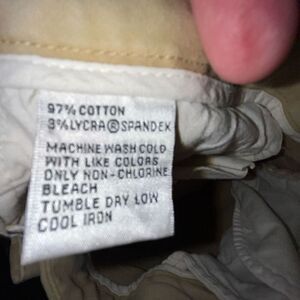 97% COTTON
3% LYCRA® SPANDEX
MACHINE WASH COLD
WITH LIKE COLORS
ONLY NON-CHLORINE
BLEACH
TUMBLE DRY LOW
COOL IRON